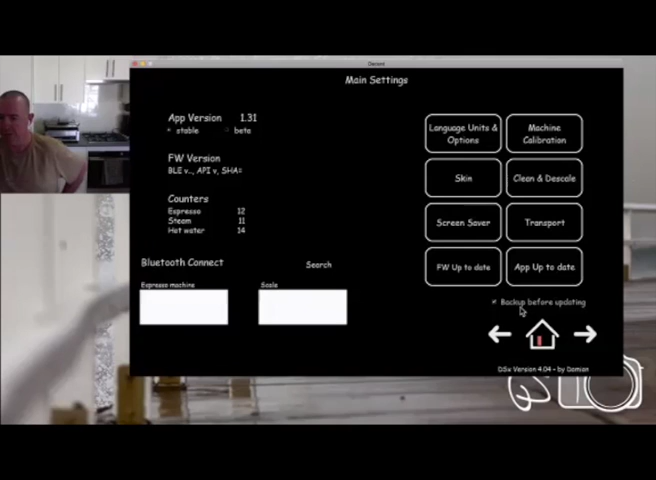 Decent
Main Settings
App Version 1.31
stable beta
FW Version
BLE v.., API v, SHA=
Counters
Espresso 12
Steam 11
Hot water 14
Bluetooth Connect Search
Espresso machine Scale
Language Units & Options
Machine Calibration
Skin
Clean & Descale
Screen Saver
Transport
FW Up to date
App Up to date
Backup before updating
DSx Version 4.04 - by Damian